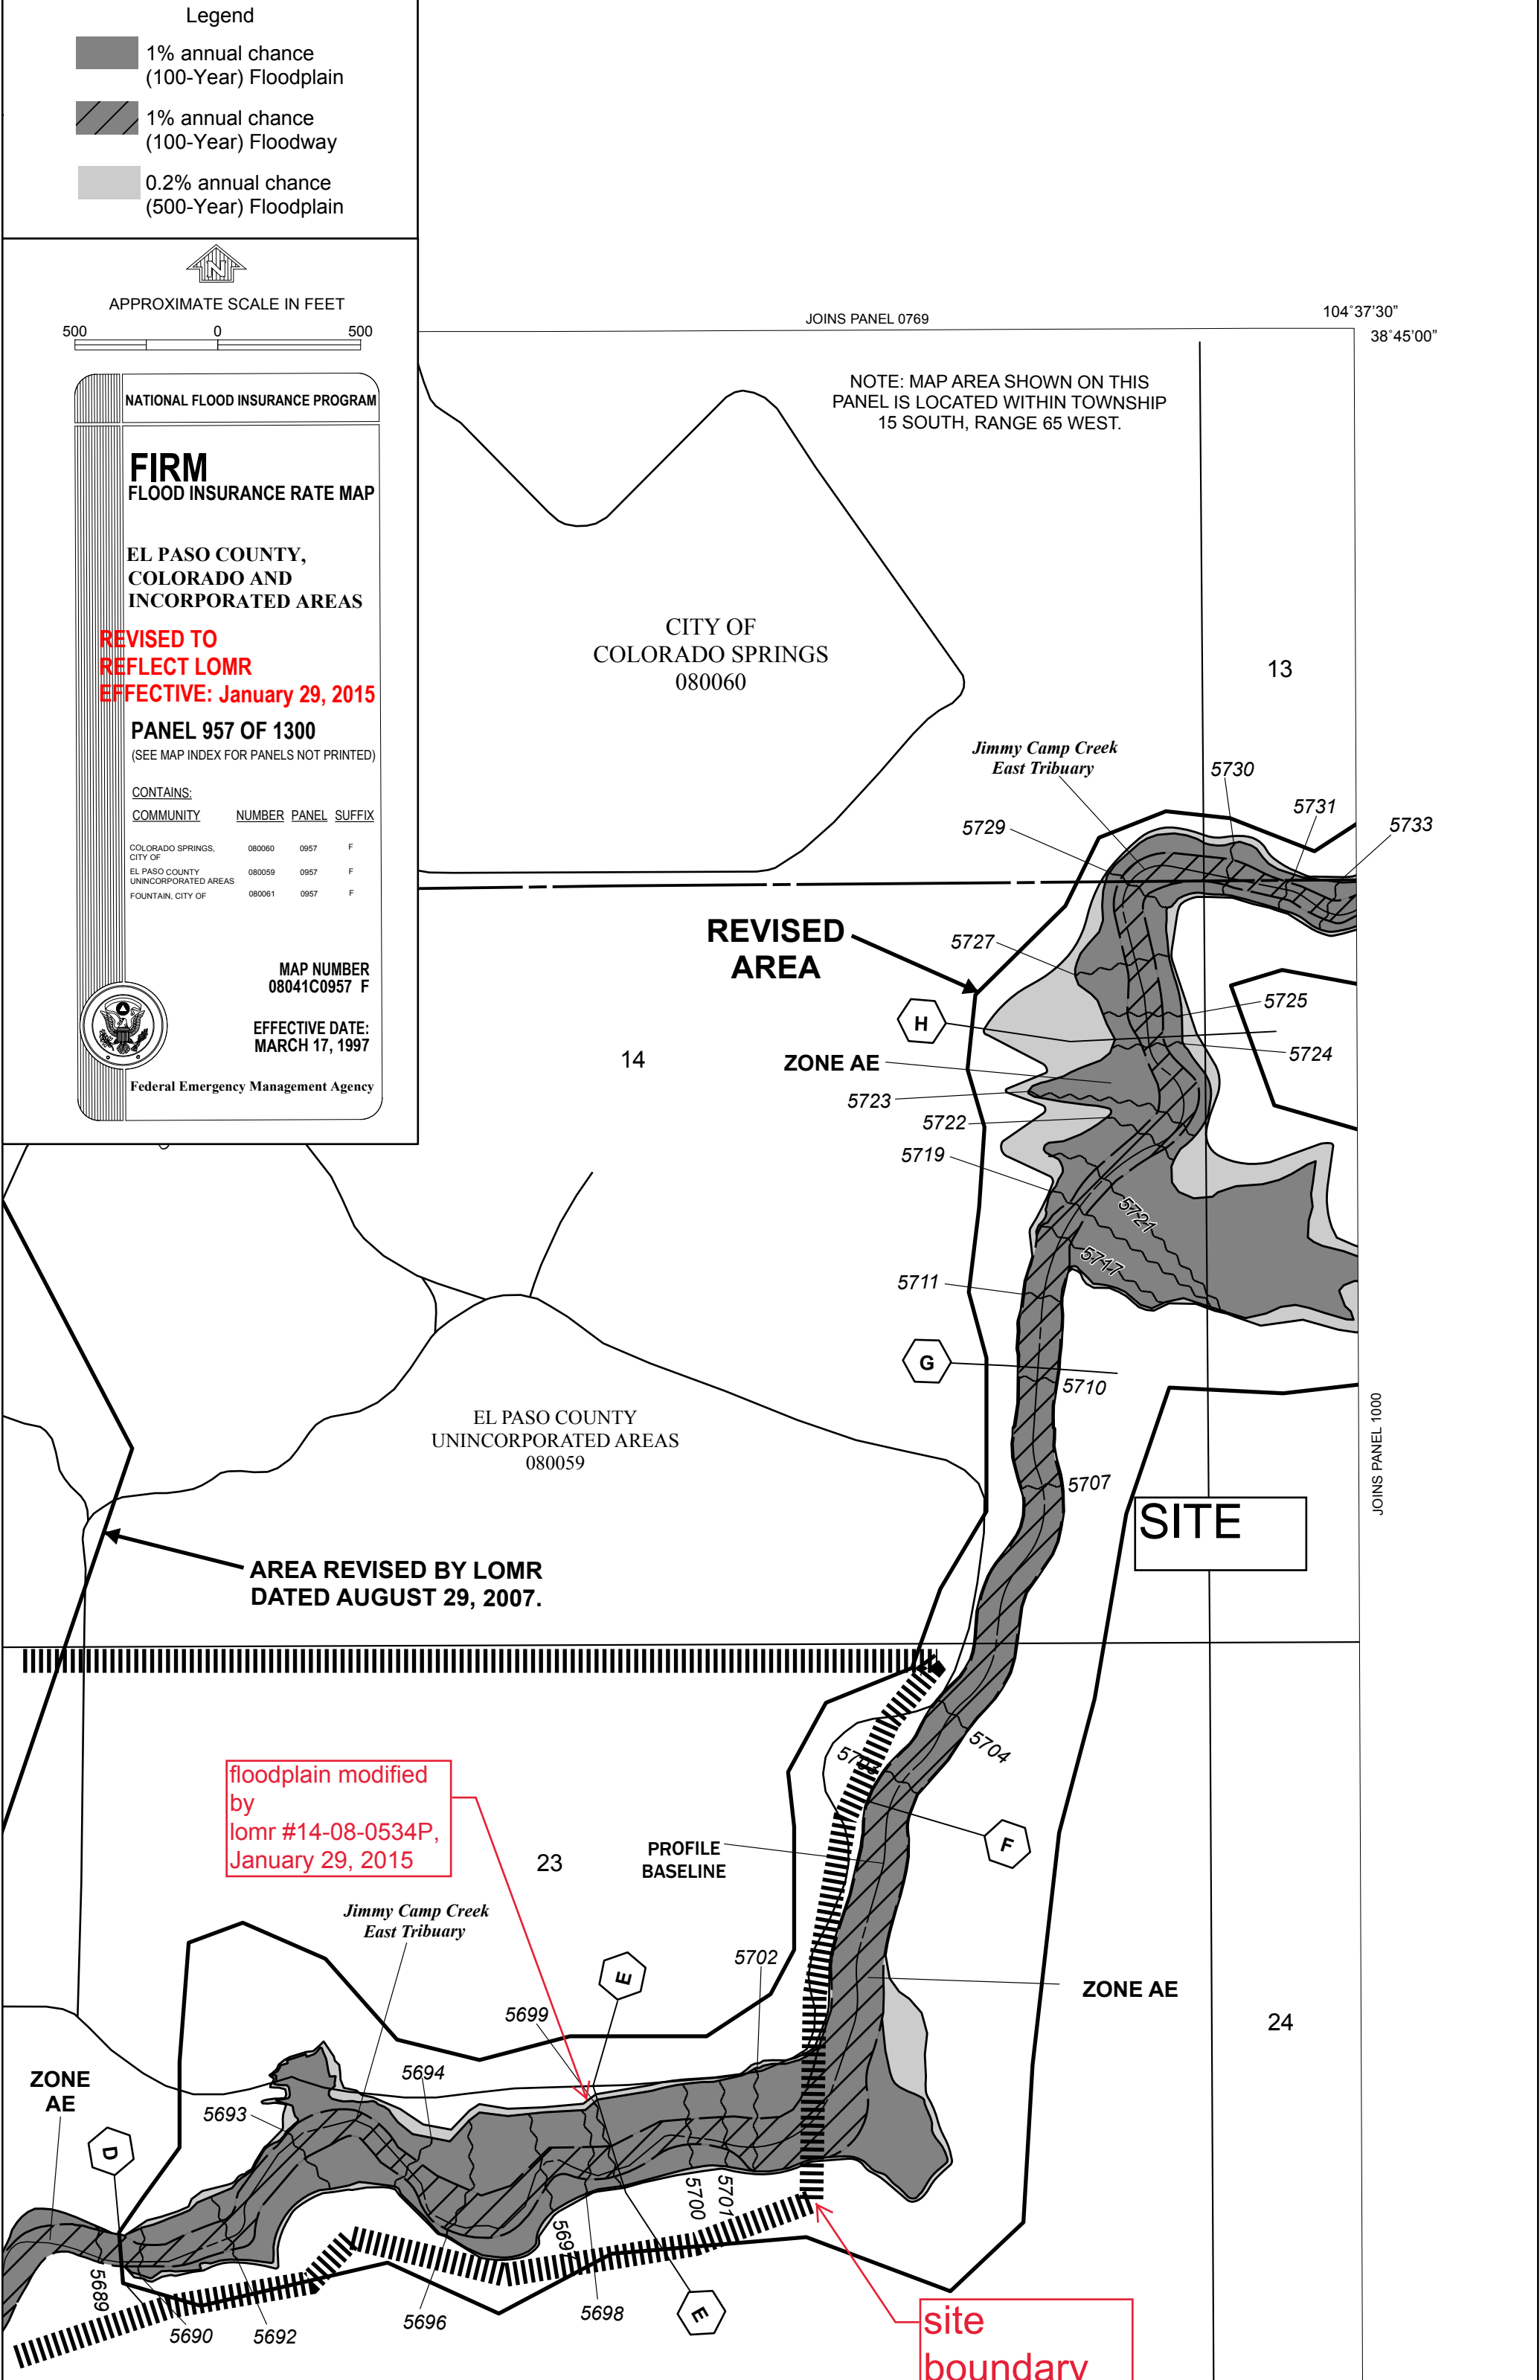 Legend
1% annual chance
(100-Year) Floodplain
1% annual chance
(100-Year) Floodway
0.2% annual chance
(500-Year) Floodplain
N
APPROXIMATE SCALE IN FEET
500 0 500
NATIONAL FLOOD INSURANCE PROGRAM
FIRM
FLOOD INSURANCE RATE MAP
EL PASO COUNTY,
COLORADO AND
INCORPORATED AREAS
REVISED TO
REFLECT LOMR
EFFECTIVE: January 29, 2015
PANEL 957 OF 1300
(SEE MAP INDEX FOR PANELS NOT PRINTED)
CONTAINS:
COMMUNITY NUMBER PANEL SUFFIX
COLORADO SPRINGS, CITY OF 080060 0957 F
EL PASO COUNTY UNINCORPORATED AREAS 080059 0957 F
FOUNTAIN, CITY OF 080061 0957 F
MAP NUMBER
08041C0957 F
EFFECTIVE DATE:
MARCH 17, 1997
Federal Emergency Management Agency
JOINS PANEL 0769
104°37'30"
38°45'00"
NOTE: MAP AREA SHOWN ON THIS
PANEL IS LOCATED WITHIN TOWNSHIP
15 SOUTH, RANGE 65 WEST.
CITY OF
COLORADO SPRINGS
080060
13
Jimmy Camp Creek
East Tribuary
5730
5731
5733
5729
REVISED
AREA
5727
5725
H
5724
14
ZONE AE
5723
5722
5719
5721
5717
5711
G
5710
JOINS PANEL 1000
EL PASO COUNTY
UNINCORPORATED AREAS
080059
5707
SITE
AREA REVISED BY LOMR
DATED AUGUST 29, 2007.
5704
floodplain modified
by
lomr #14-08-0534P,
January 29, 2015
23
PROFILE
BASELINE
F
Jimmy Camp Creek
East Tribuary
E
5702
ZONE AE
5699
24
ZONE
AE
5694
5693
D
5700
5701
5697
5689
5690
5692
5696
5698
E
site
boundary